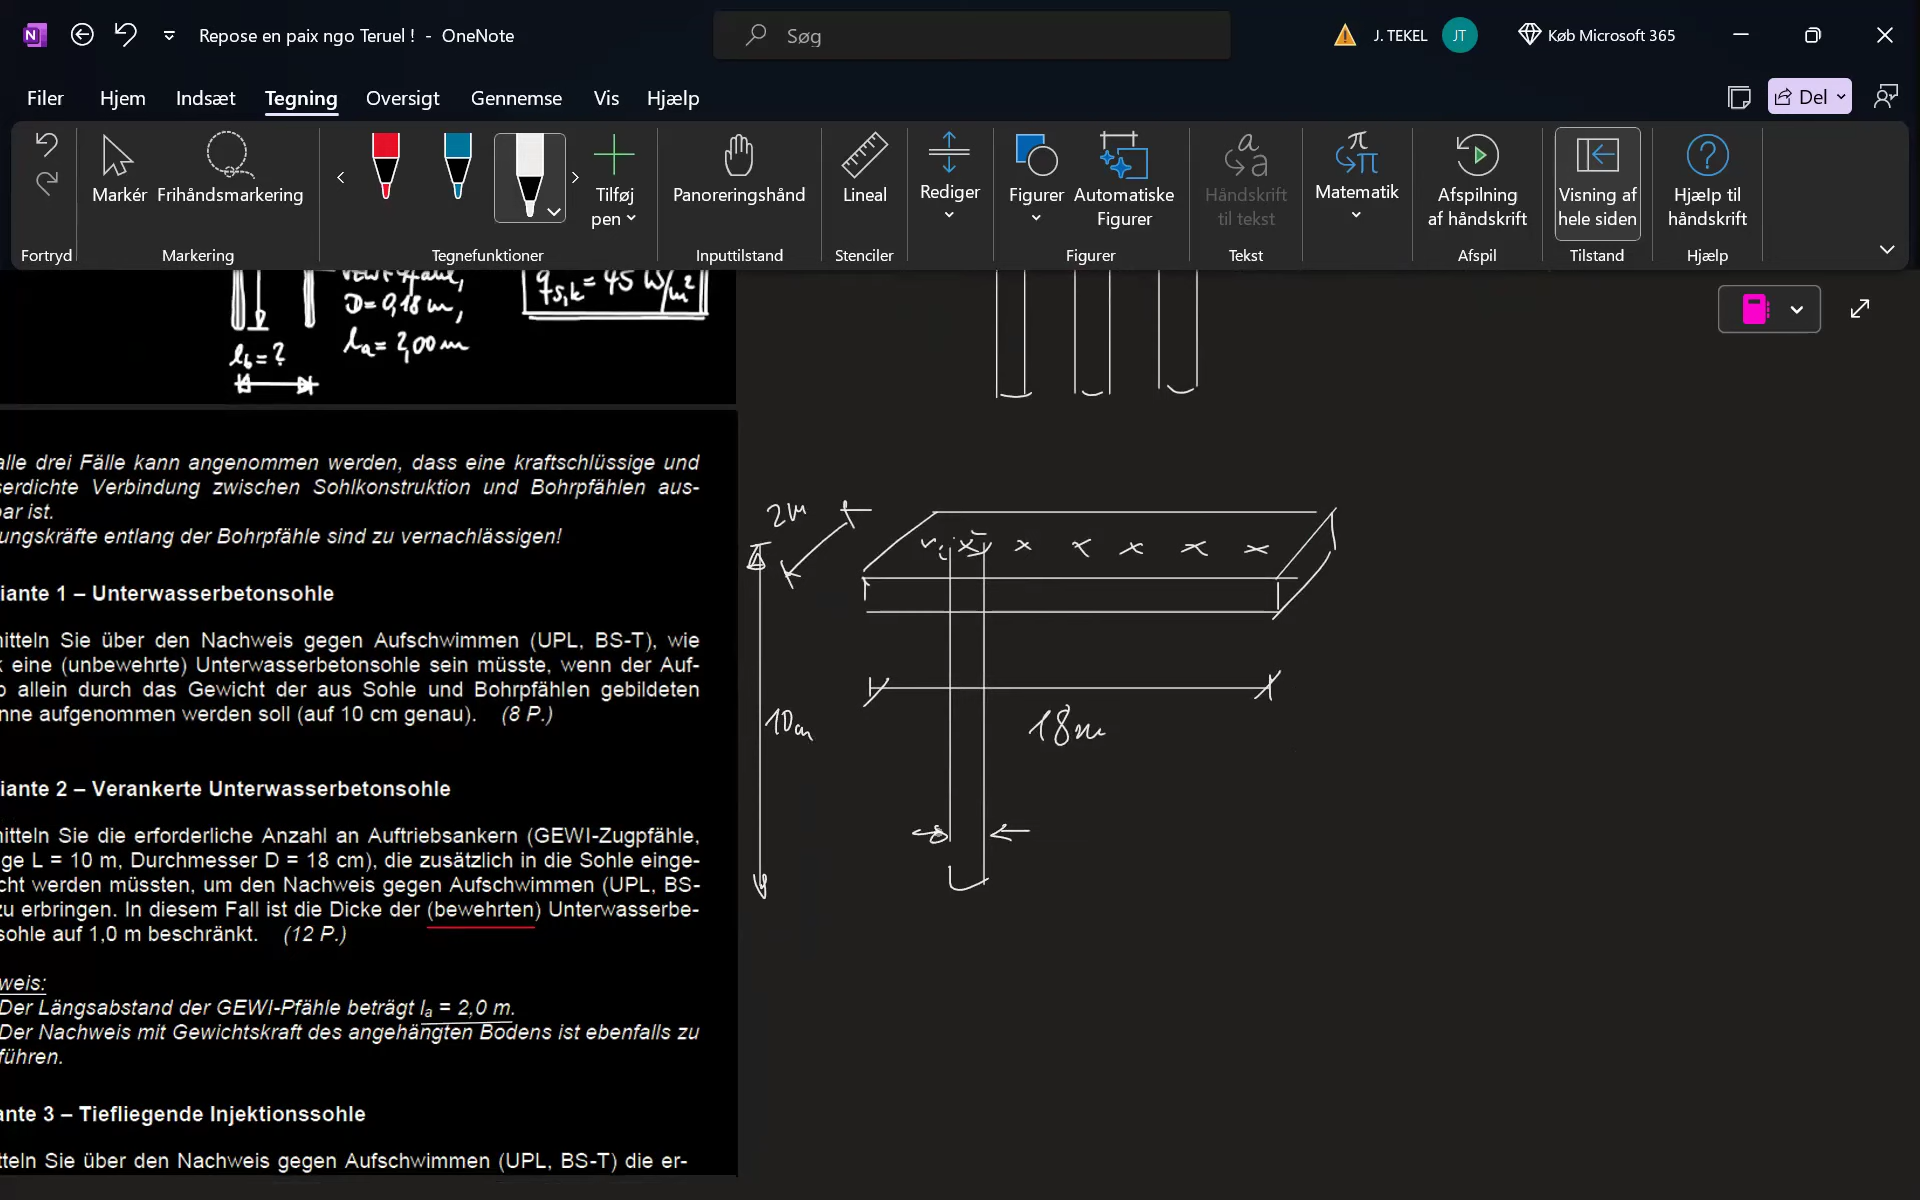 Repose en paix ngo Teruel ! - OneNote
Søg
J. TEKEL
JT
Køb Microsoft 365
Filer Hjem Indsæt Tegning Oversigt Gennemse Vis Hjælp
Del
Markér Frihåndsmarkering
Tilføj pen
Panoreringshånd
Lineal
Rediger
Figurer
Automatiske Figurer
Håndskrift til tekst
Matematik
Afspilning af håndskrift
Visning af hele siden
Hjælp til håndskrift
Fortryd Markering Tegnefunktioner Inputtilstand Stenciler Figurer Tekst Afspil Tilstand Hjælp
qs,k = 45 kN/m²
D = 0,18 m,
la = 2,00 m
lb = ?
alle drei Fälle kann angenommen werden, dass eine kraftschlüssige und
serdichte Verbindung zwischen Sohlkonstruktion und Bohrpfählen aus-
ar ist.
ungskräfte entlang der Bohrpfähle sind zu vernachlässigen!
iante 1 – Unterwasserbetonsohle
nitteln Sie über den Nachweis gegen Aufschwimmen (UPL, BS-T), wie
k eine (unbewehrte) Unterwasserbetonsohle sein müsste, wenn der Auf-
b allein durch das Gewicht der aus Sohle und Bohrpfählen gebildeten
nne aufgenommen werden soll (auf 10 cm genau). (8 P.)
iante 2 – Verankerte Unterwasserbetonsohle
nitteln Sie die erforderliche Anzahl an Auftriebsankern (GEWI-Zugpfähle,
ge L = 10 m, Durchmesser D = 18 cm), die zusätzlich in die Sohle einge-
cht werden müssten, um den Nachweis gegen Aufschwimmen (UPL, BS-
zu erbringen. In diesem Fall ist die Dicke der (bewehrten) Unterwasserbe-
sohle auf 1,0 m beschränkt. (12 P.)
weis:
Der Längsabstand der GEWI-Pfähle beträgt la = 2,0 m.
Der Nachweis mit Gewichtskraft des angehängten Bodens ist ebenfalls zu
führen.
ante 3 – Tiefliegende Injektionssohle
tteln Sie über den Nachweis gegen Aufschwimmen (UPL, BS-T) die er-
2m
10m
18m